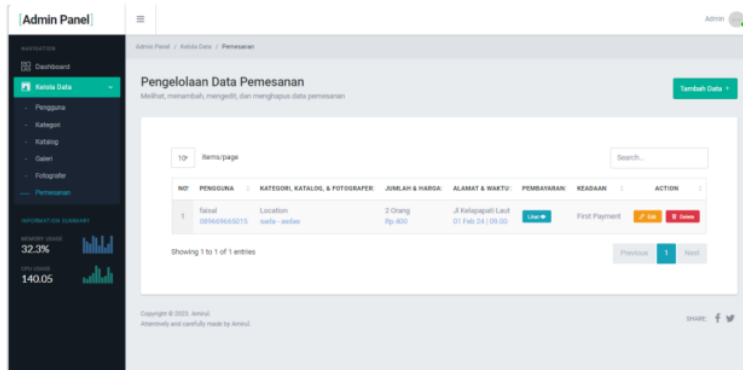 [Admin Panel]
Admin
NAVIGATION
Dashboard
Kelola Data
- Pengguna
- Kategori
- Katalog
- Galeri
- Fotografer
Pemesanan
INFORMATION SUMMARY
MEMORY USAGE
32.3%
CPU USAGE
140.05
Admin Panel / Kelola Data / Pemesanan
Pengelolaan Data Pemesanan
Melihat, menambah, mengedit, dan menghapus data pemesanan
Tambah Data +
10 items/page
Search...
NO PENGGUNA KATEGORI, KATALOG, & FOTOGRAFER JUMLAH & HARGA ALAMAT & WAKTU PEMBAYARAN KEADAAN ACTION
1 faisal Location 2 Orang Jl Kelapapati Laut Lihat First Payment Edit Delete
089669665015 Rp.400 01 Feb 24 | 09.00
Showing 1 to 1 of 1 entries
Previous 1 Next
Copyright © 2023. Amirul.
Attentively and carefully made by Amirul.
SHARE: